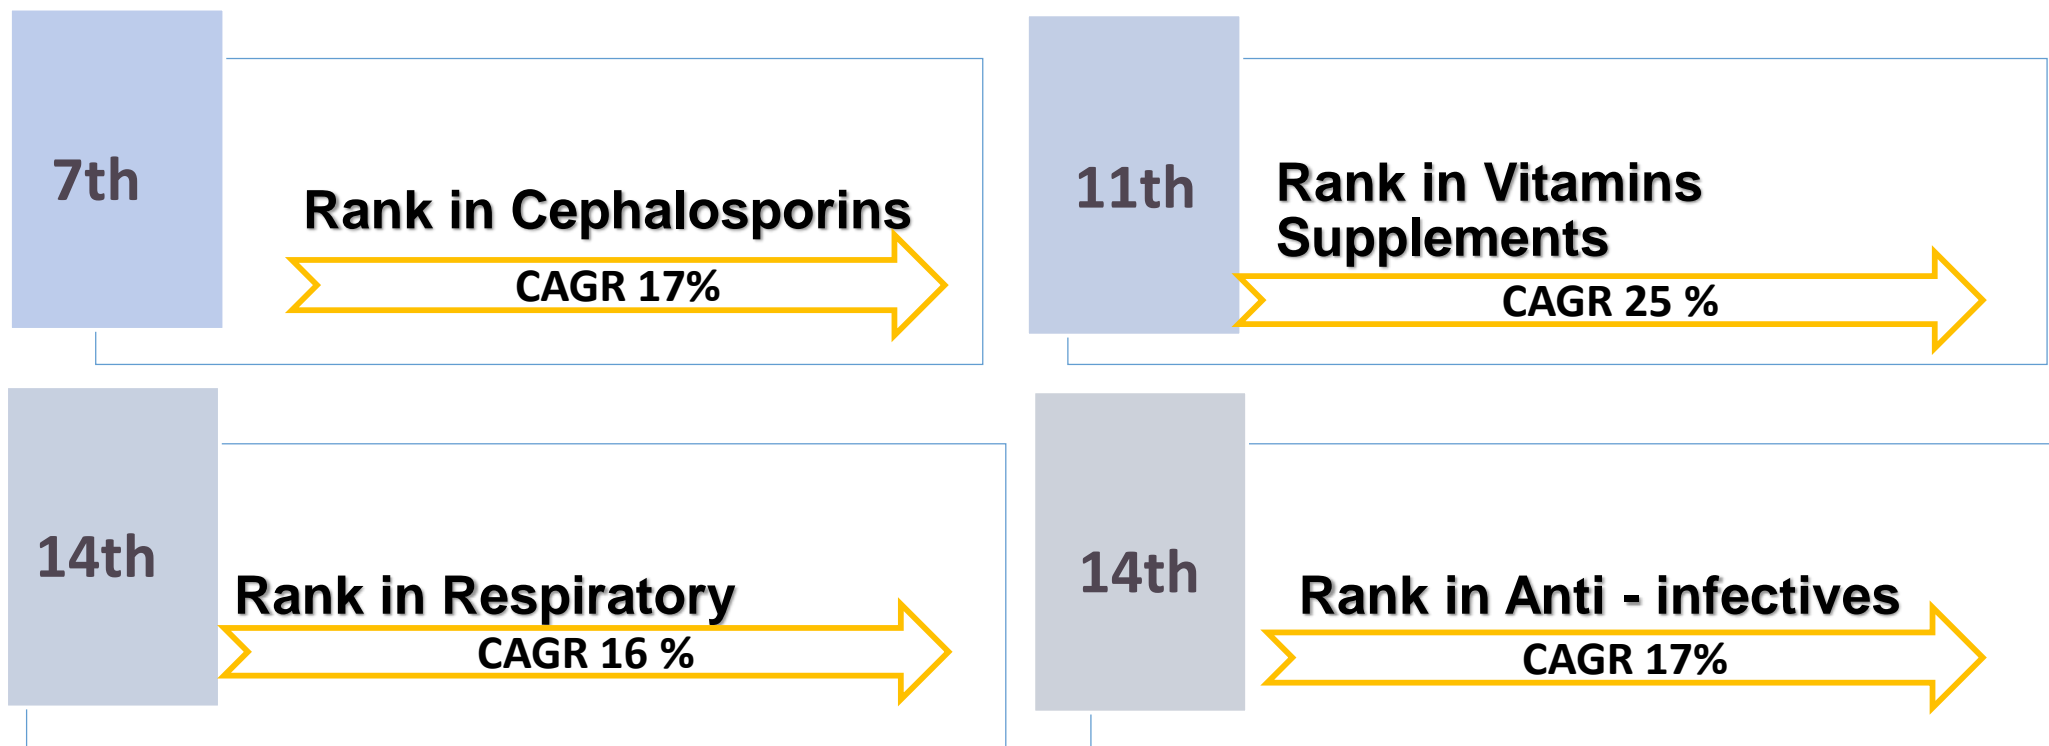 7th
Rank in Cephalosporins
CAGR 17%
11th
Rank in Vitamins
Supplements
CAGR 25 %
14th
Rank in Respiratory
CAGR 16 %
14th
Rank in Anti - infectives
CAGR 17%